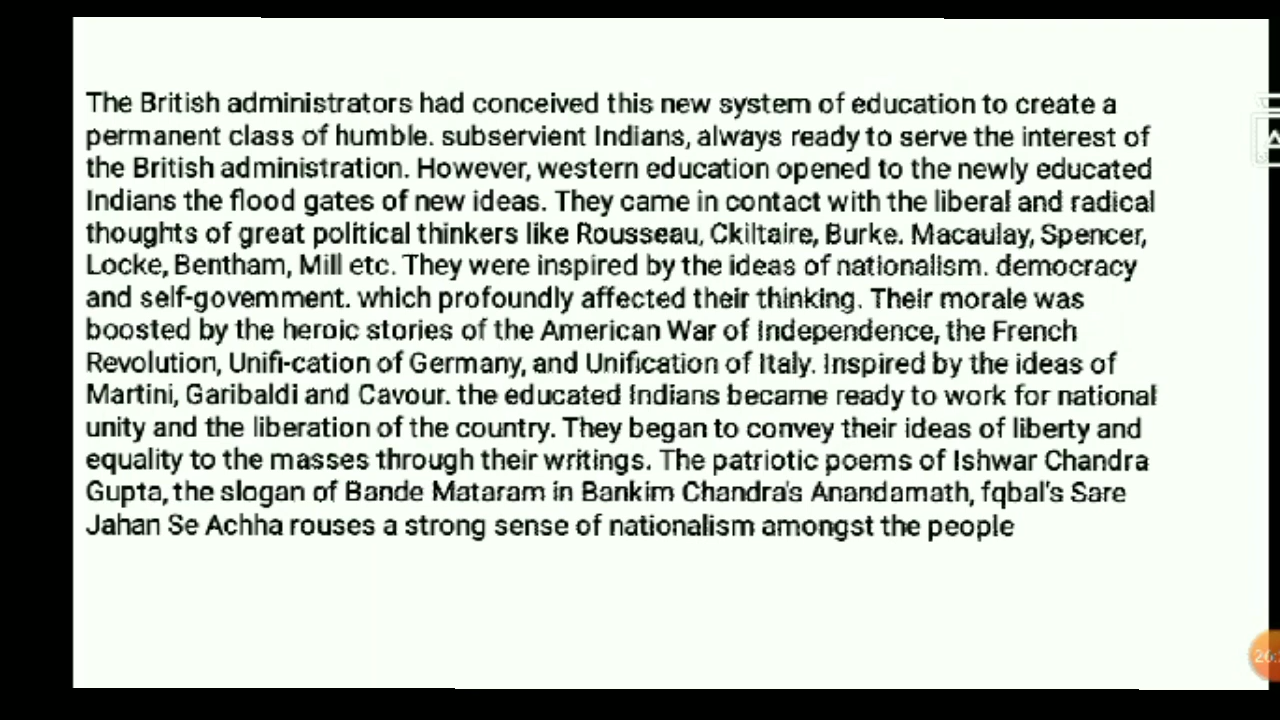 The British administrators had conceived this new system of education to create a
permanent class of humble. subservient Indians, always ready to serve the interest of
the British administration. However, western education opened to the newly educated
Indians the flood gates of new ideas. They came in contact with the liberal and radical
thoughts of great political thinkers like Rousseau, Ckiltaire, Burke. Macaulay, Spencer,
Locke, Bentham, Mill etc. They were inspired by the ideas of nationalism. democracy
and self-govemment. which profoundly affected their thinking. Their morale was
boosted by the heroic stories of the American War of Independence, the French
Revolution, Unifi-cation of Germany, and Unification of Italy. Inspired by the ideas of
Martini, Garibaldi and Cavour. the educated Indians became ready to work for national
unity and the liberation of the country. They began to convey their ideas of liberty and
equality to the masses through their writings. The patriotic poems of Ishwar Chandra
Gupta, the slogan of Bande Mataram in Bankim Chandra's Anandamath, fqbal's Sare
Jahan Se Achha rouses a strong sense of nationalism amongst the people